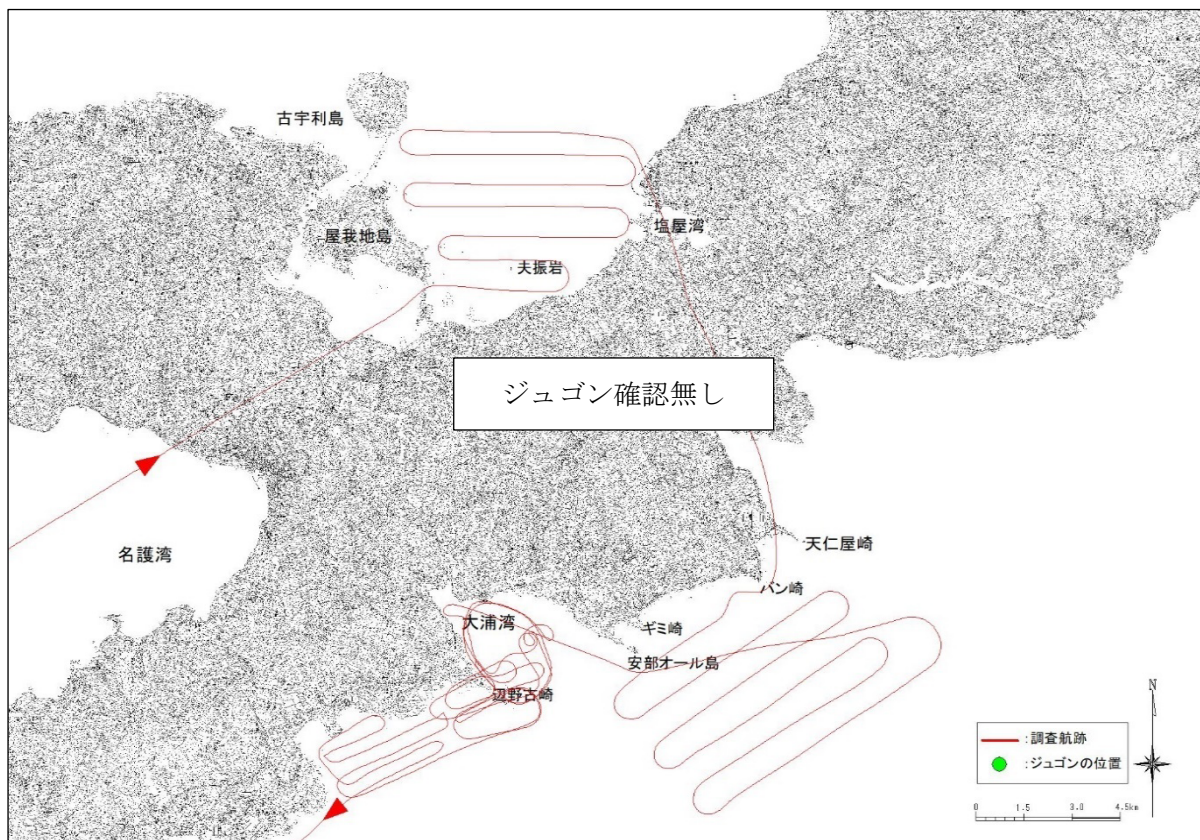 古宇利島
屋我地島
塩屋湾
夫振岩
ジュゴン確認無し
名護湾
天仁屋崎
バン崎
大浦湾
ギミ崎
安部オール島
辺野古崎
N
:調査航跡
:ジュゴンの位置
0 1.5 3.0 4.5km